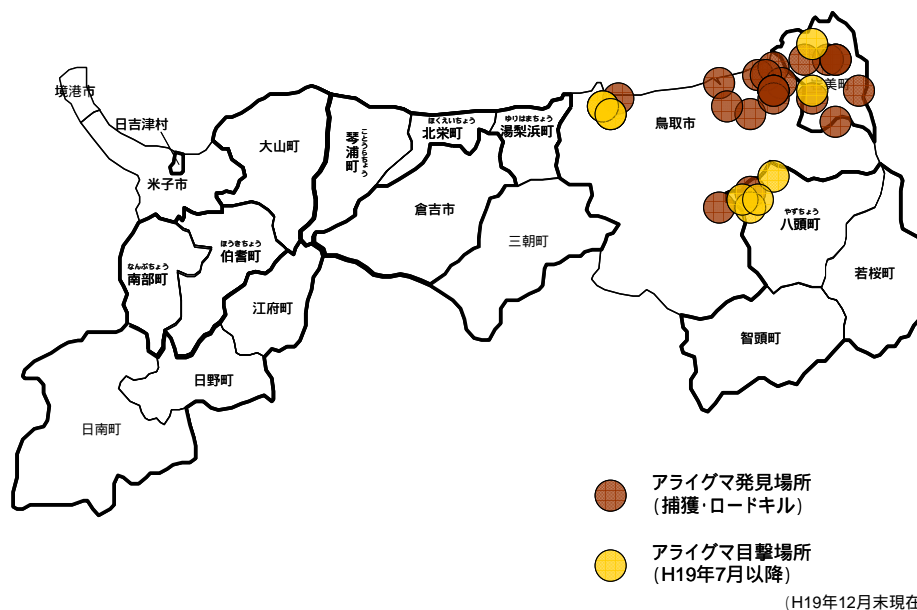 境港市
日吉津村
米子市
大山町
ことうらちょう
琴浦町
ほくえいちょう
北栄町
ゆりはまちょう
湯梨浜町
鳥取市
美町
倉吉市
三朝町
やずちょう
八頭町
若桜町
智頭町
なんぶちょう
南部町
ほうきちょう
伯耆町
江府町
日野町
日南町
アライグマ発見場所
(捕獲・ロードキル)
アライグマ目撃場所
(H19年7月以降)
(H19年12月末現在